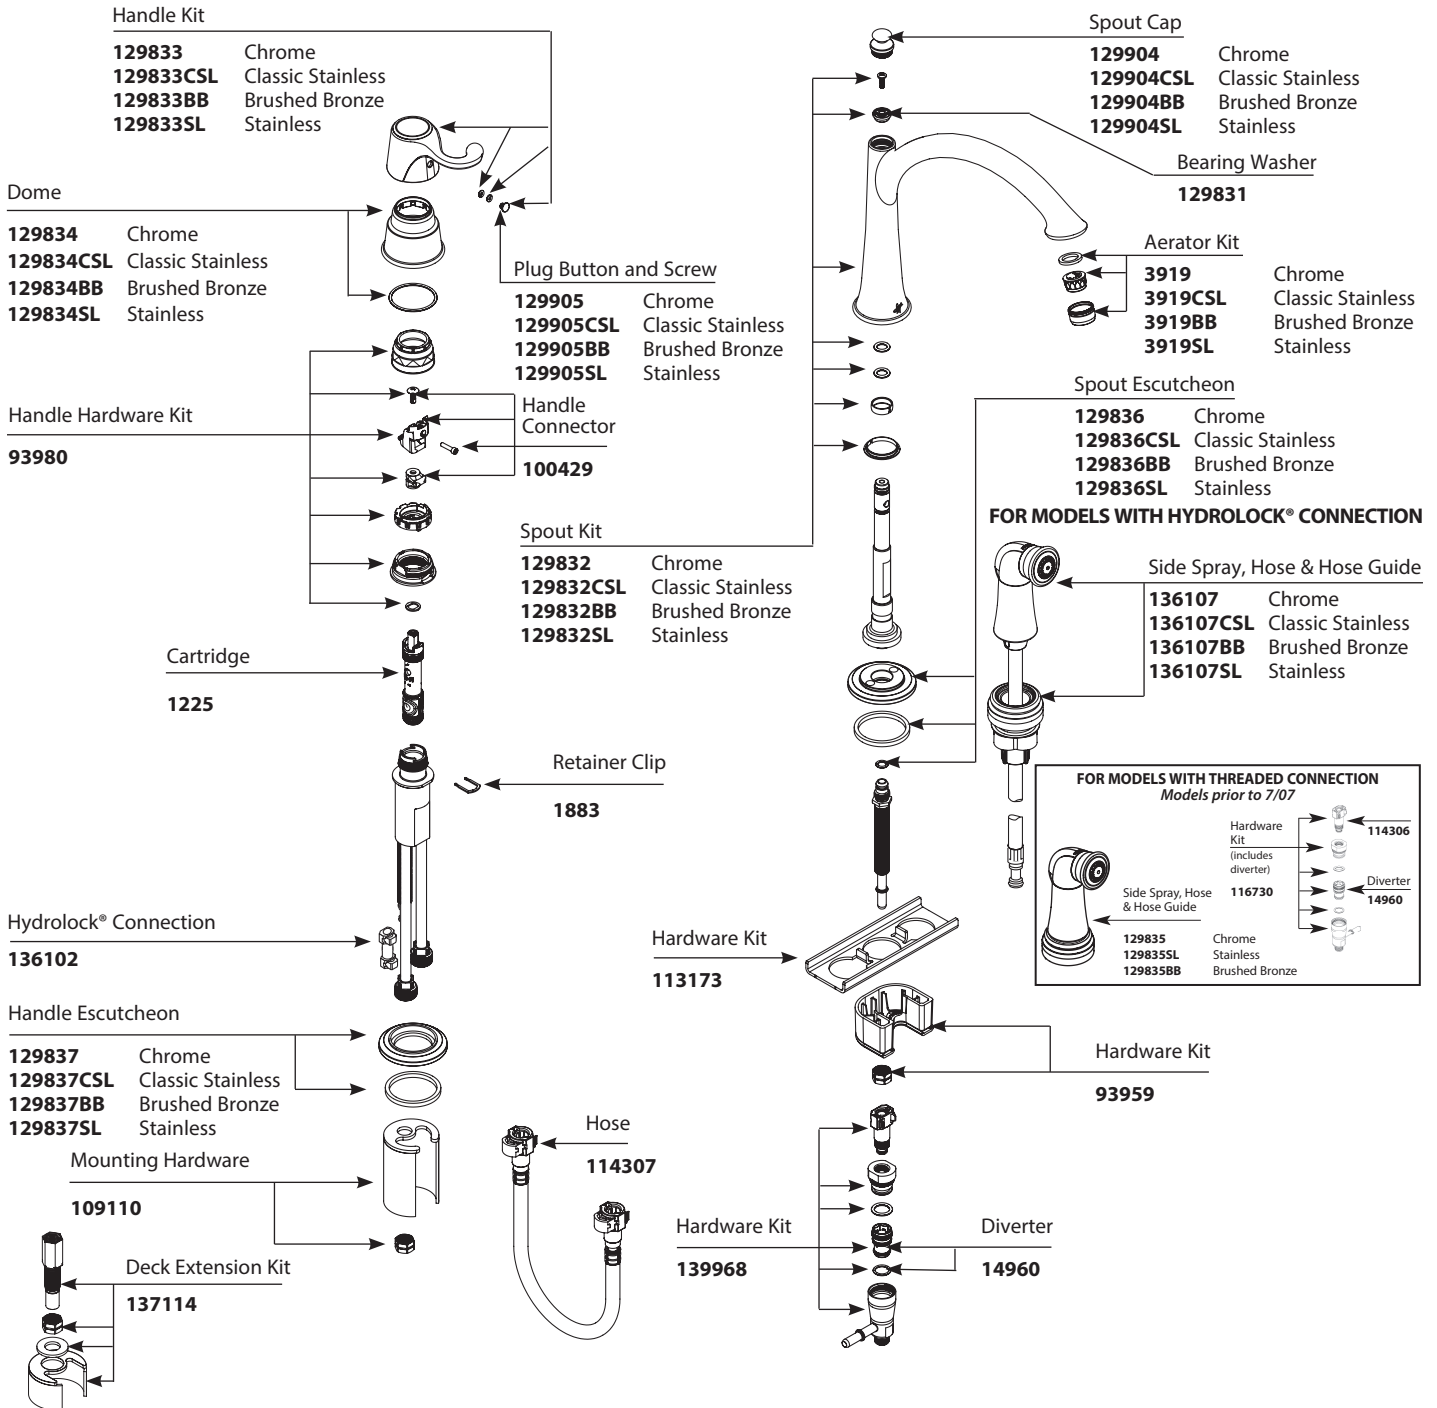 Handle Kit
129833 Chrome
129833CSL Classic Stainless
129833BB Brushed Bronze
129833SL Stainless
Dome
129834 Chrome
129834CSL Classic Stainless
129834BB Brushed Bronze
129834SL Stainless
Plug Button and Screw
129905 Chrome
129905CSL Classic Stainless
129905BB Brushed Bronze
129905SL Stainless
Handle Hardware Kit
93980
Handle
Connector
100429
Spout Kit
129832 Chrome
129832CSL Classic Stainless
129832BB Brushed Bronze
129832SL Stainless
Cartridge
1225
Retainer Clip
1883
Hydrolock® Connection
136102
Handle Escutcheon
129837 Chrome
129837CSL Classic Stainless
129837BB Brushed Bronze
129837SL Stainless
Mounting Hardware
109110
Deck Extension Kit
137114
Hose
114307
Spout Cap
129904 Chrome
129904CSL Classic Stainless
129904BB Brushed Bronze
129904SL Stainless
Bearing Washer
129831
Aerator Kit
3919 Chrome
3919CSL Classic Stainless
3919BB Brushed Bronze
3919SL Stainless
Spout Escutcheon
129836 Chrome
129836CSL Classic Stainless
129836BB Brushed Bronze
129836SL Stainless
FOR MODELS WITH HYDROLOCK® CONNECTION
Side Spray, Hose & Hose Guide
136107 Chrome
136107CSL Classic Stainless
136107BB Brushed Bronze
136107SL Stainless
FOR MODELS WITH THREADED CONNECTION
Models prior to 7/07
Hardware
Kit
(includes
diverter)
116730
114306
Diverter
14960
Side Spray, Hose
& Hose Guide
129835 Chrome
129835SL Stainless
129835BB Brushed Bronze
Hardware Kit
113173
Hardware Kit
93959
Hardware Kit
139968
Diverter
14960